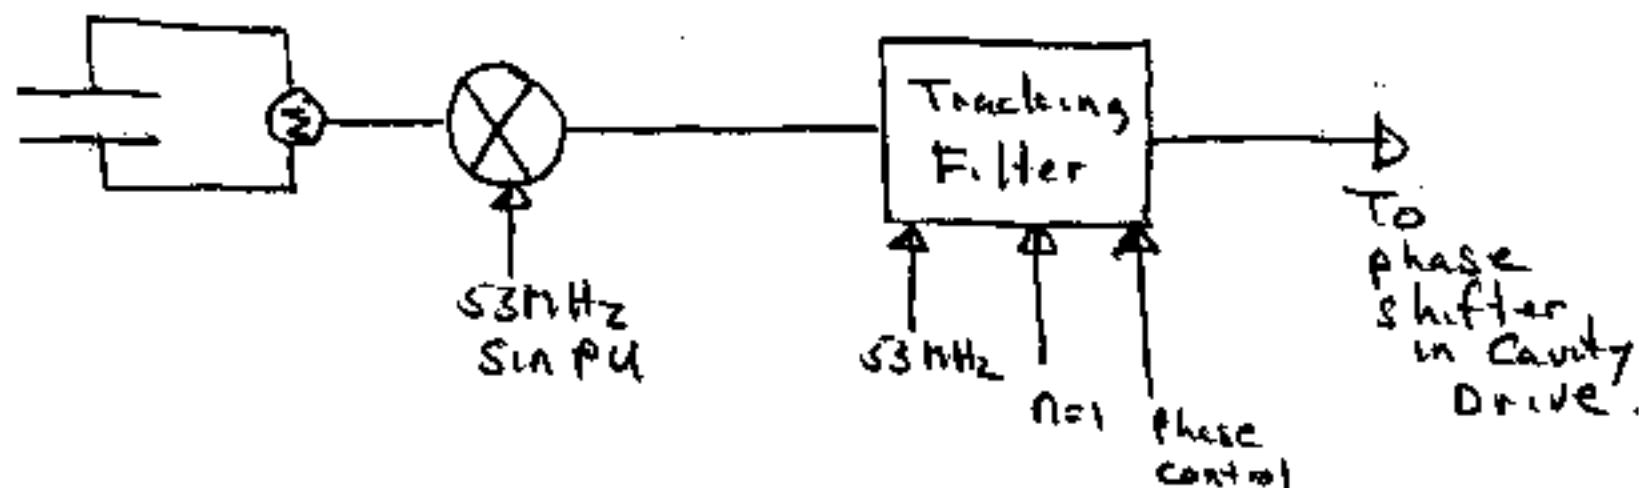 Σ
Tracking
Filter
53MHz
Sin PU
53MHz
n=1
phase
control
To
phase
shifter
in Cavity
Drive.